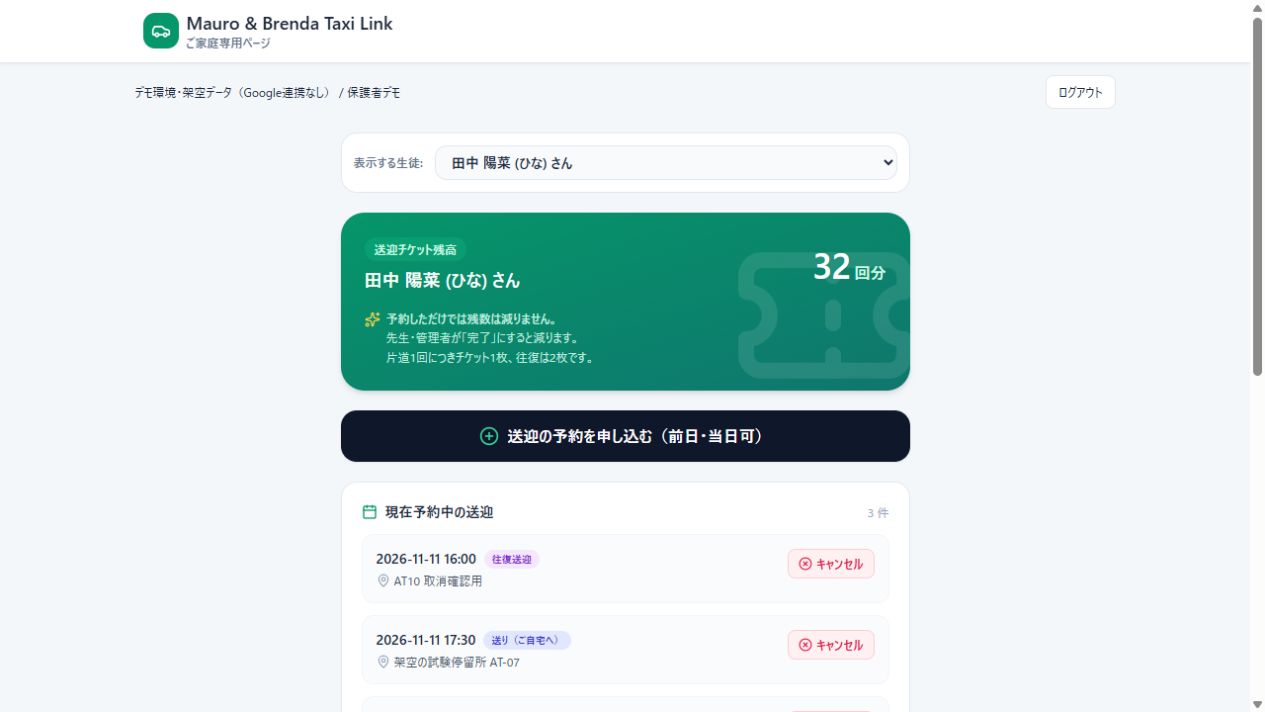 Mauro & Brenda Taxi Link
ご家庭専用ページ
デモ環境・架空データ（Google連携なし） / 保護者デモ
ログアウト
表示する生徒:
田中 陽菜 (ひな) さん
送迎チケット残高
田中 陽菜 (ひな) さん
32 回分
予約しただけでは残数は減りません。
先生・管理者が「完了」にすると減ります。
片道1回につきチケット1枚、往復は2枚です。
送迎の予約を申し込む（前日・当日可）
現在予約中の送迎
3 件
2026-11-11 16:00 往復送迎
AT10 取消確認用
キャンセル
2026-11-11 17:30 送り（ご自宅へ）
架空の試験停留所 AT-07
キャンセル